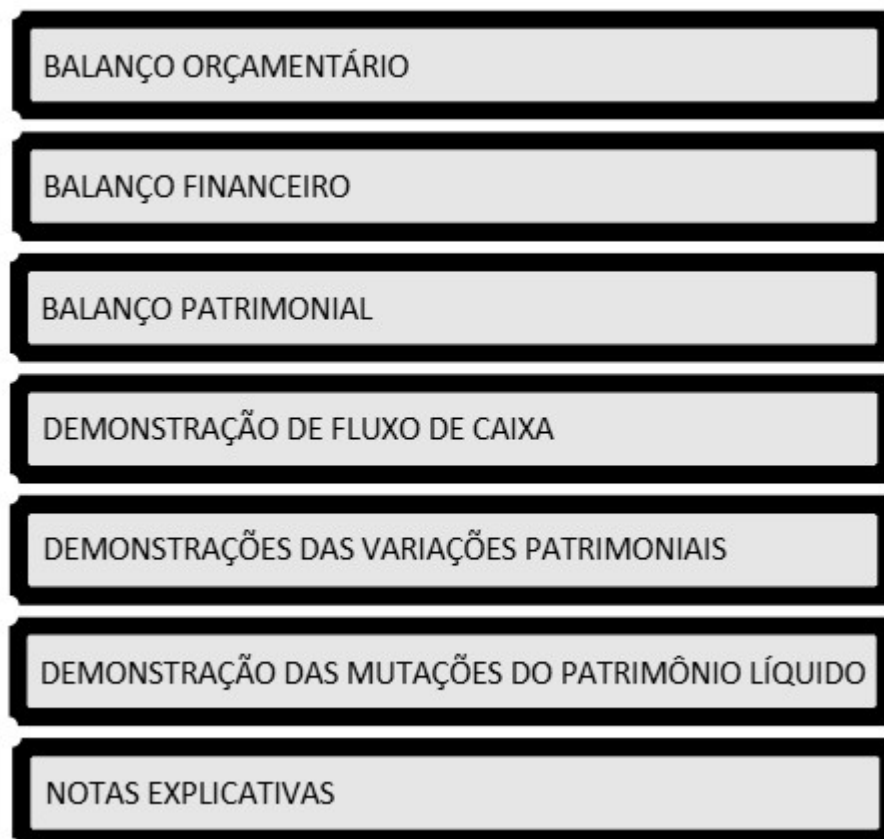 BALANÇO ORÇAMENTÁRIO
BALANÇO FINANCEIRO
BALANÇO PATRIMONIAL
DEMONSTRAÇÃO DE FLUXO DE CAIXA
DEMONSTRAÇÕES DAS VARIAÇÕES PATRIMONIAIS
DEMONSTRAÇÃO DAS MUTAÇÕES DO PATRIMÔNIO LÍQUIDO
NOTAS EXPLICATIVAS